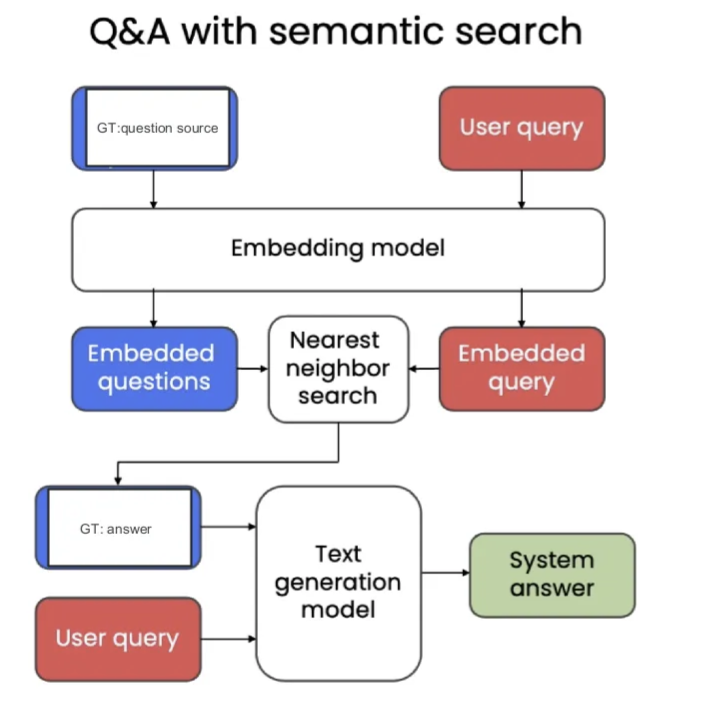 Q&A with semantic search
GT:question source
User query
Embedding model
Embedded
questions
Nearest
neighbor
search
Embedded
query
GT: answer
Text
generation
model
System
answer
User query